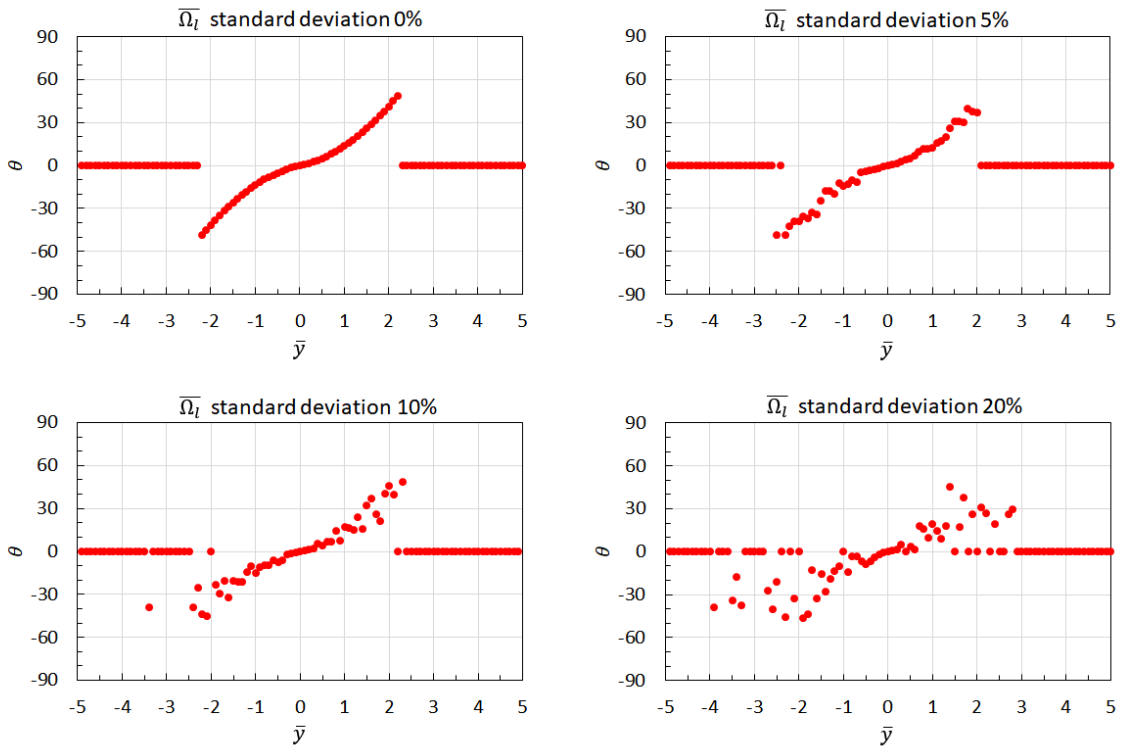 Ω̅ₗ standard deviation 0%
90
60
30
0
-30
-60
-90
θ
-5 -4 -3 -2 -1 0 1 2 3 4 5
y̅
Ω̅ₗ standard deviation 5%
90
60
30
0
-30
-60
-90
θ
-5 -4 -3 -2 -1 0 1 2 3 4 5
y̅
Ω̅ₗ standard deviation 10%
90
60
30
0
-30
-60
-90
θ
-5 -4 -3 -2 -1 0 1 2 3 4 5
y̅
Ω̅ₗ standard deviation 20%
90
60
30
0
-30
-60
-90
θ
-5 -4 -3 -2 -1 0 1 2 3 4 5
y̅